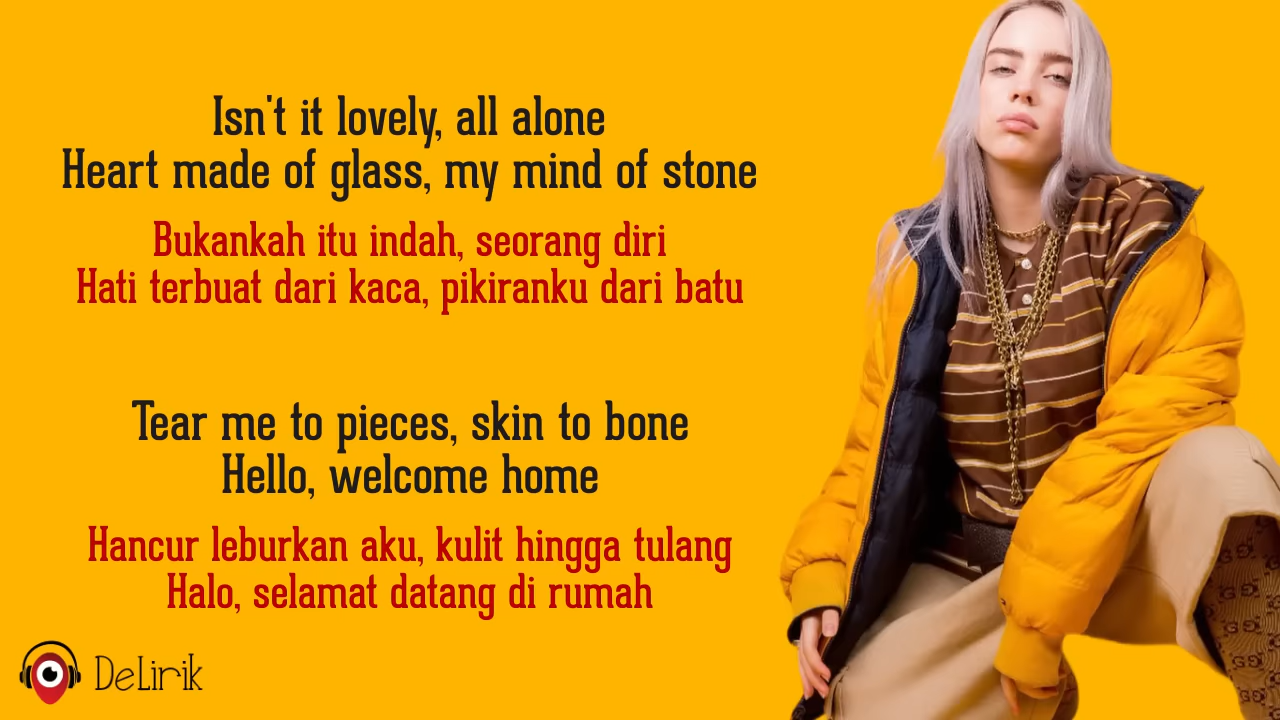 Isn't it lovely, all alone
Heart made of glass, my mind of stone
Bukankah itu indah, seorang diri
Hati terbuat dari kaca, pikiranku dari batu
Tear me to pieces, skin to bone
Hello, welcome home
Hancur leburkan aku, kulit hingga tulang
Halo, selamat datang di rumah
DeLirik